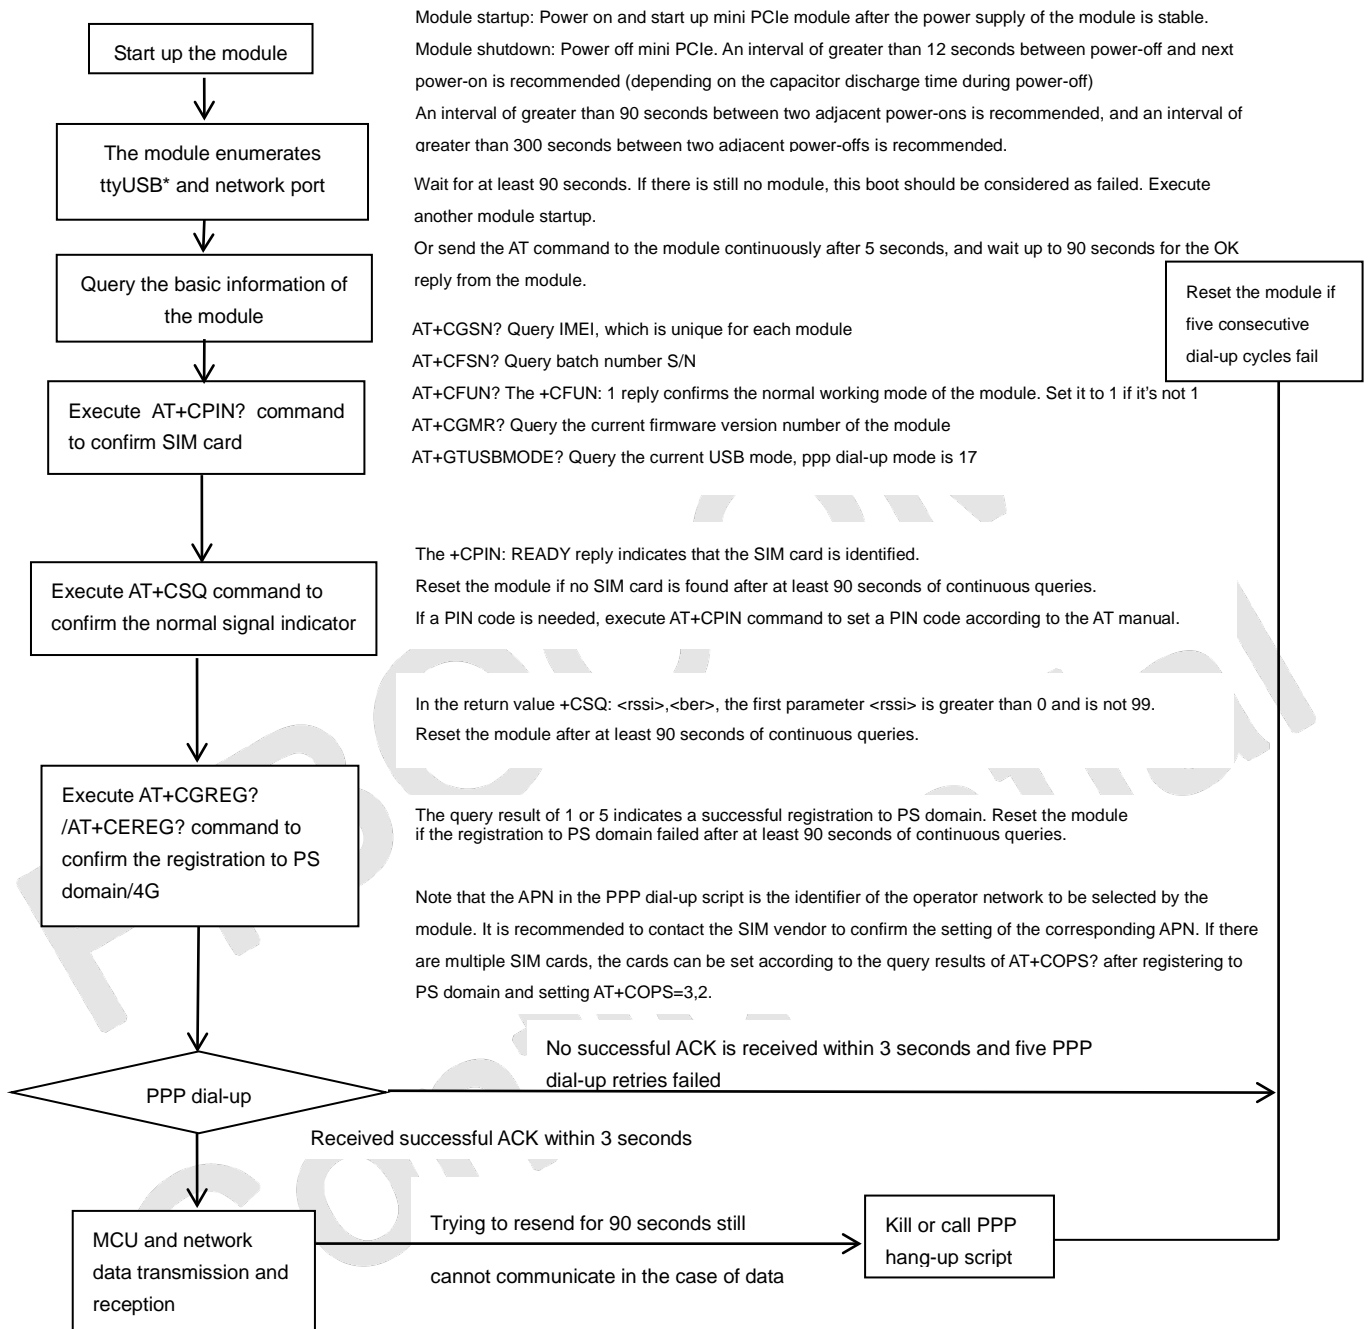 Module startup: Power on and start up mini PCIe module after the power supply of the module is stable.
Start up the module
Module shutdown: Power off mini PCIe. An interval of greater than 12 seconds between power-off and next
power-on is recommended (depending on the capacitor discharge time during power-off)
An interval of greater than 90 seconds between two adjacent power-ons is recommended, and an interval of
greater than 300 seconds between two adjacent power-offs is recommended.
The module enumerates
ttyUSB* and network port
Wait for at least 90 seconds. If there is still no module, this boot should be considered as failed. Execute
another module startup.
Or send the AT command to the module continuously after 5 seconds, and wait up to 90 seconds for the OK
reply from the module.
Query the basic information of
the module
Reset the module if
five consecutive
dial-up cycles fail
AT+CGSN? Query IMEI, which is unique for each module
AT+CFSN? Query batch number S/N
AT+CFUN? The +CFUN: 1 reply confirms the normal working mode of the module. Set it to 1 if it's not 1
AT+CGMR? Query the current firmware version number of the module
AT+GTUSBMODE? Query the current USB mode, ppp dial-up mode is 17
Execute AT+CPIN? command
to confirm SIM card
The +CPIN: READY reply indicates that the SIM card is identified.
Reset the module if no SIM card is found after at least 90 seconds of continuous queries.
If a PIN code is needed, execute AT+CPIN command to set a PIN code according to the AT manual.
Execute AT+CSQ command to
confirm the normal signal indicator
In the return value +CSQ: <rssi>,<ber>, the first parameter <rssi> is greater than 0 and is not 99.
Reset the module after at least 90 seconds of continuous queries.
Execute AT+CGREG?
/AT+CEREG? command to
confirm the registration to PS
domain/4G
The query result of 1 or 5 indicates a successful registration to PS domain. Reset the module
if the registration to PS domain failed after at least 90 seconds of continuous queries.
Note that the APN in the PPP dial-up script is the identifier of the operator network to be selected by the
module. It is recommended to contact the SIM vendor to confirm the setting of the corresponding APN. If there
are multiple SIM cards, the cards can be set according to the query results of AT+COPS? after registering to
PS domain and setting AT+COPS=3,2.
No successful ACK is received within 3 seconds and five PPP
dial-up retries failed
PPP dial-up
Received successful ACK within 3 seconds
MCU and network
data transmission and
reception
Trying to resend for 90 seconds still
cannot communicate in the case of data
Kill or call PPP
hang-up script